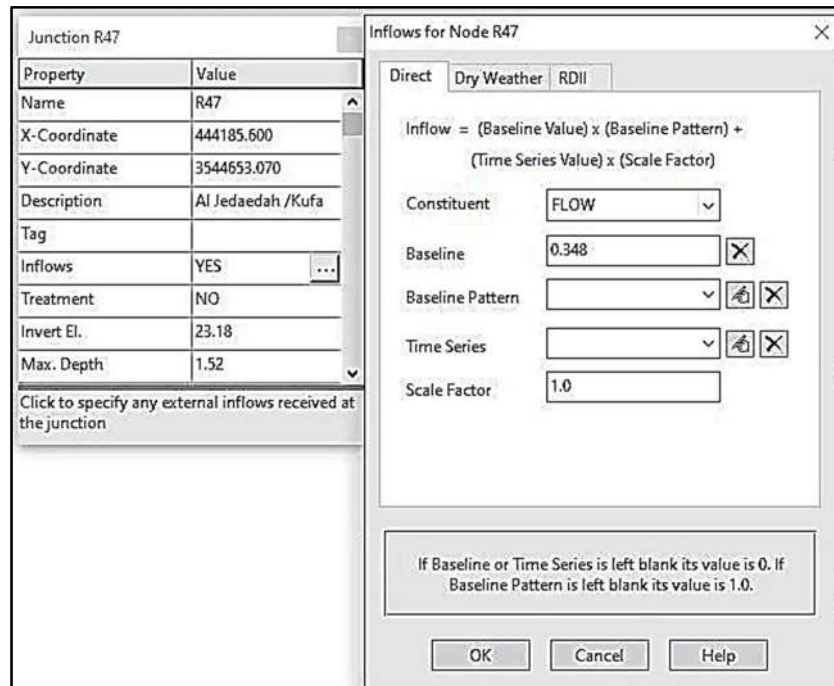 Junction R47
Property Value
Name R47
X-Coordinate 444185.600
Y-Coordinate 3544653.070
Description Al Jedaedah /Kufa
Tag
Inflows YES ...
Treatment NO
Invert El. 23.18
Max. Depth 1.52
Click to specify any external inflows received at
the junction
Inflows for Node R47
Direct Dry Weather RDII
Inflow = (Baseline Value) x (Baseline Pattern) +
(Time Series Value) x (Scale Factor)
Constituent FLOW
Baseline 0.348
Baseline Pattern
Time Series
Scale Factor 1.0
If Baseline or Time Series is left blank its value is 0. If
Baseline Pattern is left blank its value is 1.0.
OK Cancel Help